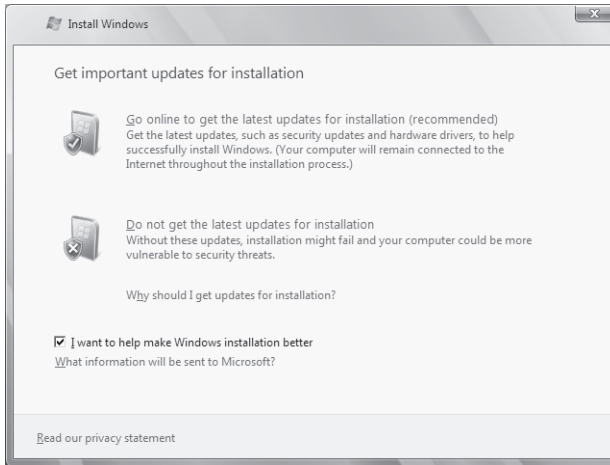 Install Windows
Get important updates for installation
Go online to get the latest updates for installation (recommended)
Get the latest updates, such as security updates and hardware drivers, to help
successfully install Windows. (Your computer will remain connected to the
Internet throughout the installation process.)
Do not get the latest updates for installation
Without these updates, installation might fail and your computer could be more
vulnerable to security threats.
Why should I get updates for installation?
I want to help make Windows installation better
What information will be sent to Microsoft?
Read our privacy statement